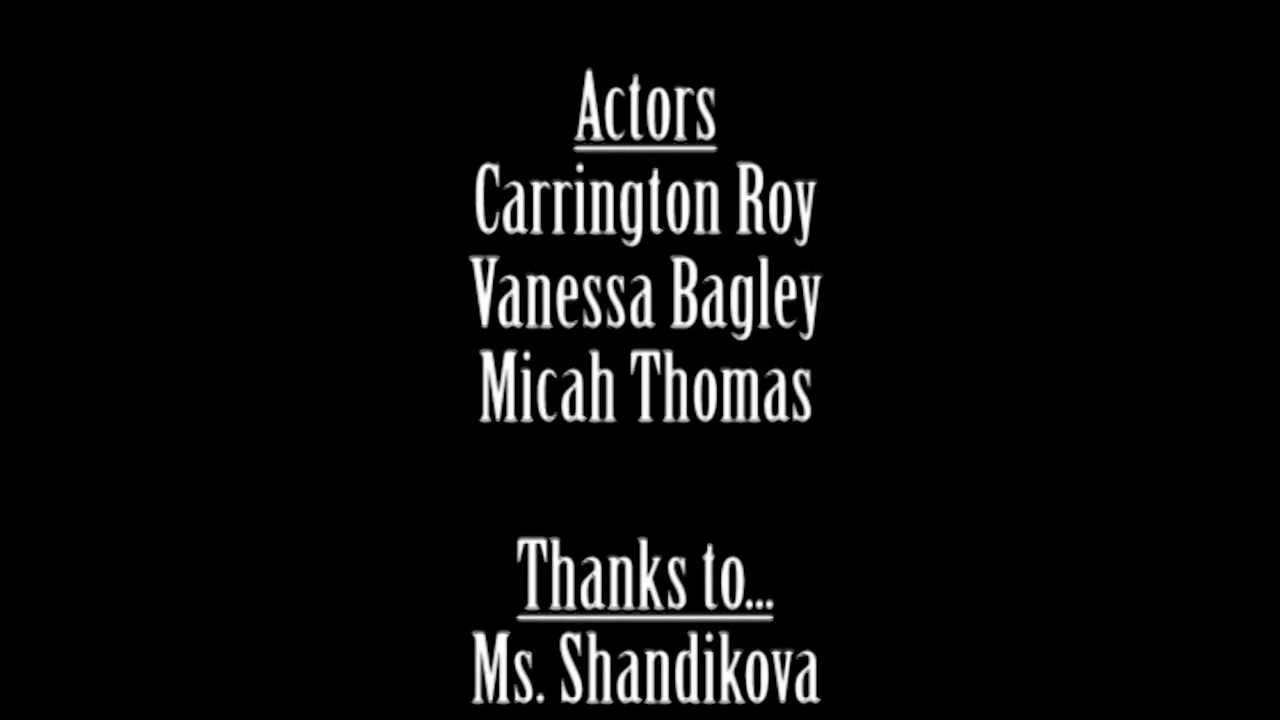 Actors
Carrington Roy
Vanessa Bagley
Micah Thomas
Thanks to...
Ms. Shandikova